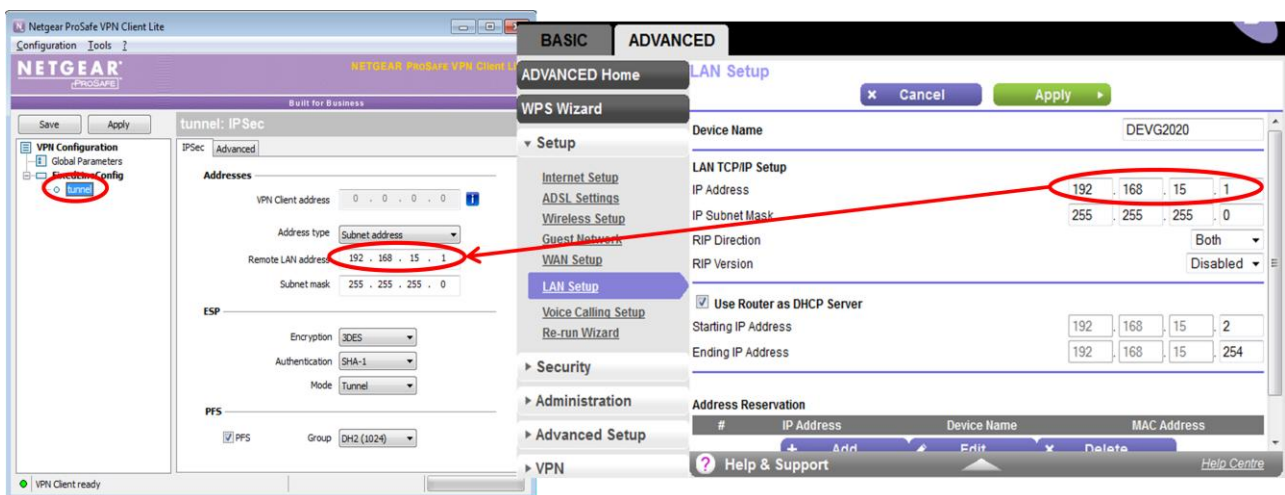 Netgear ProSafe VPN Client Lite
Configuration Tools ?
NETGEAR®
PROSAFE
NETGEAR ProSafe VPN Client
Built for Business
Save Apply
tunnel: IPSec
VPN Configuration
Global Parameters
FixedLineConfig
tunnel
IPSec Advanced
Addresses
VPN Client address 0 . 0 . 0 . 0
Address type Subnet address
Remote LAN address 192 . 168 . 15 . 1
Subnet mask 255 . 255 . 255 . 0
ESP
Encryption 3DES
Authentication SHA-1
Mode Tunnel
PFS
PFS Group DH2 (1024)
VPN Client ready
BASIC ADVANCED
ADVANCED Home
WPS Wizard
Setup
Internet Setup
ADSL Settings
Wireless Setup
Guest Network
WAN Setup
LAN Setup
Voice Calling Setup
Re-run Wizard
Security
Administration
Advanced Setup
VPN
LAN Setup
Cancel Apply
Device Name DEVG2020
LAN TCP/IP Setup
IP Address 192 . 168 . 15 . 1
IP Subnet Mask 255 . 255 . 255 . 0
RIP Direction Both
RIP Version Disabled
Use Router as DHCP Server
Starting IP Address 192 . 168 . 15 . 2
Ending IP Address 192 . 168 . 15 . 254
Address Reservation
# IP Address Device Name MAC Address
Add Edit Delete
Help & Support Help Centre